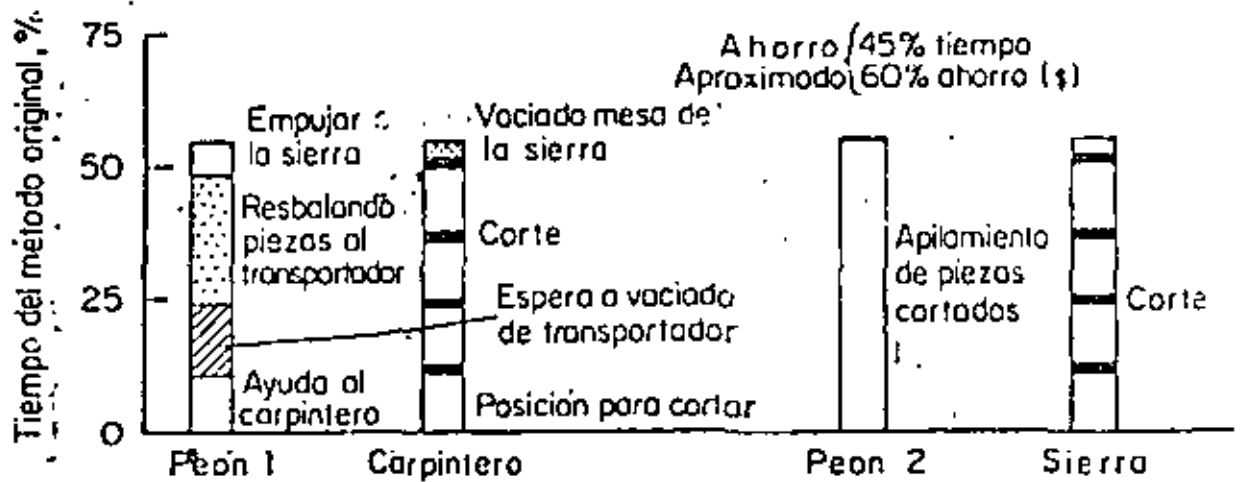 Tiempo del método original, %
75
50
25
0
Ahorro 45% tiempo
Aproximado 60% ahorro ($)
Empujar
la sierra
Resbalando
piezas al
transportador
Ayuda al
carpintero
Vaciado mesa de
la sierra
Corte
Espera a vaciado
de transportador
Posición para cortar
Apilamiento
de piezas
cortadas
Corte
Peon 1
Carpintero
Peon 2
Sierra